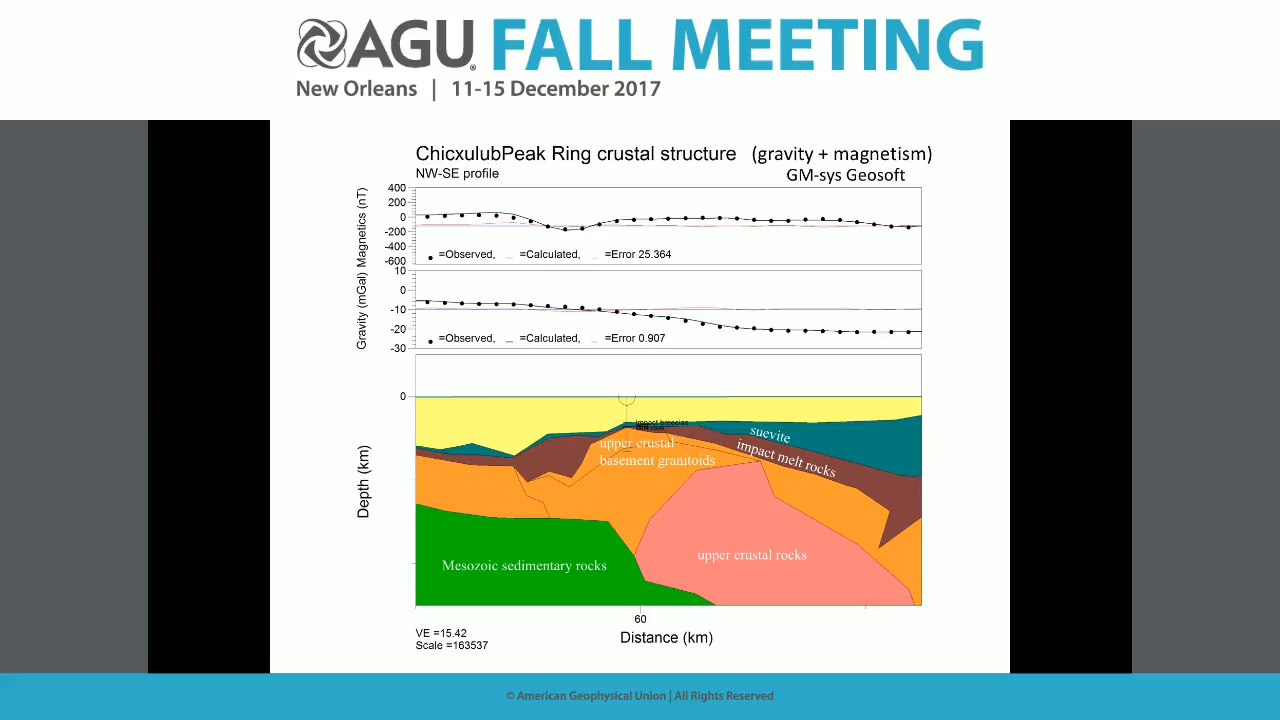 AGU FALL MEETING
New Orleans | 11-15 December 2017
ChicxulubPeak Ring crustal structure (gravity + magnetism)
NW-SE profile GM-sys Geosoft
Magnetics (nT)
400
200
0
-200
-400
-600
=Observed, =Calculated, =Error 25.364
Gravity (mGal)
10
0
-10
-20
-30
=Observed, =Calculated, =Error 0.907
0
Depth (km)
impact breccias
suevite
upper crustal
basement granitoids
impact melt rocks
upper crustal rocks
Mesozoic sedimentary rocks
60
Distance (km)
VE =15.42
Scale =163537
© American Geophysical Union | All Rights Reserved